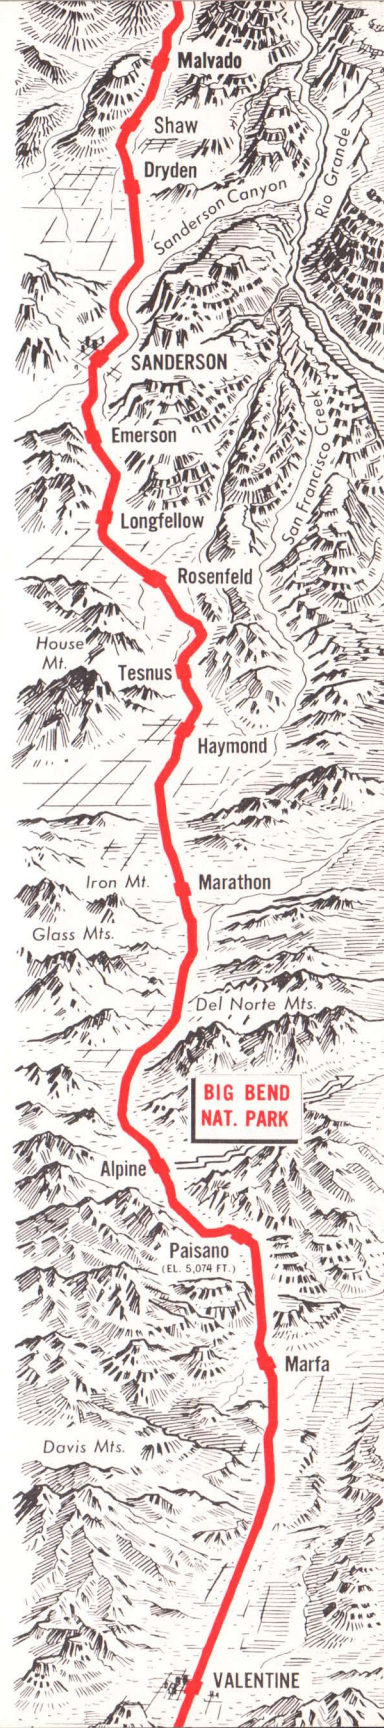 Malvado
Shaw
Dryden
Rio Grande
Sanderson Canyon
SANDERSON
San Francisco Creek
Emerson
Longfellow
Rosenfeld
House
Mt.
Tesnus
Haymond
Iron Mt.
Marathon
Glass Mts.
Del Norte Mts.
BIG BEND
NAT. PARK
Alpine
Paisano
(EL. 5,074 FT.)
Marfa
Davis Mts.
VALENTINE